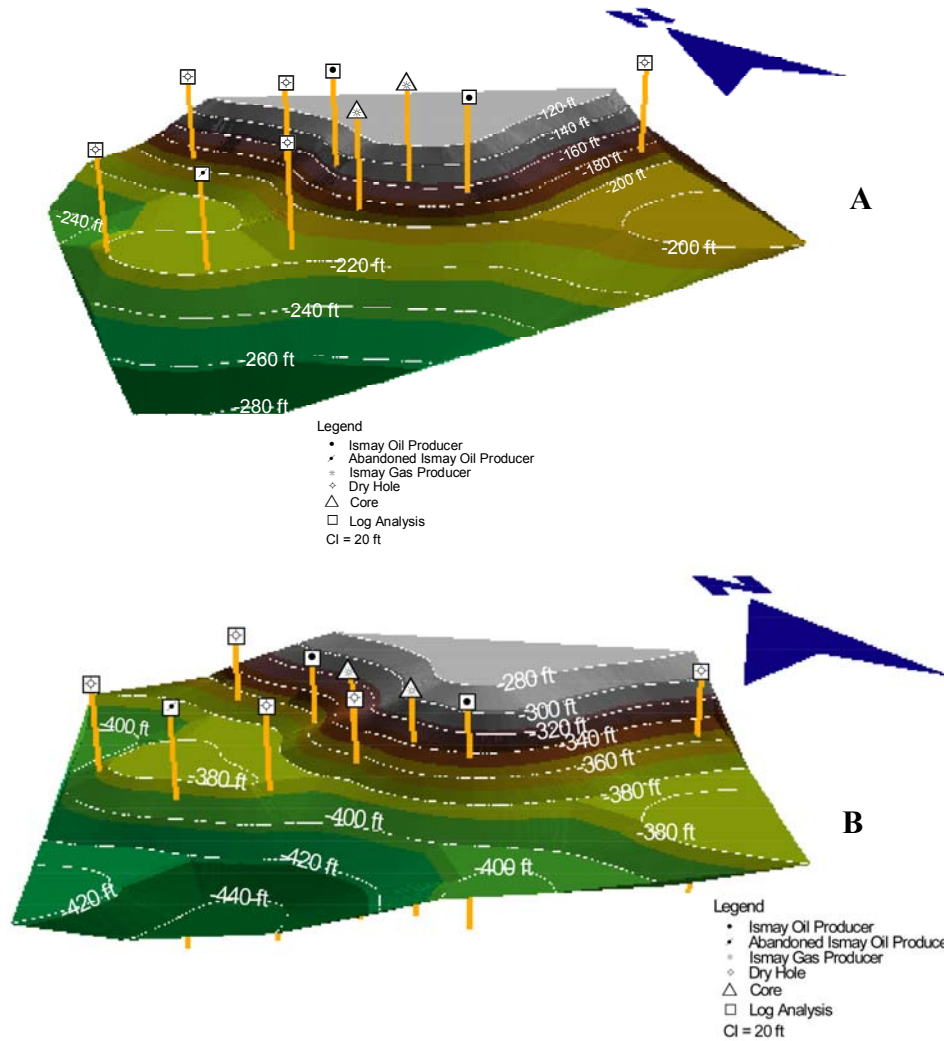 N
-120 ft
-140 ft
-160 ft
-180 ft
-200 ft
A
-240 ft
-200 ft
-220 ft
-240 ft
-260 ft
-280 ft
Legend
Ismay Oil Producer
Abandoned Ismay Oil Producer
Ismay Gas Producer
Dry Hole
Core
Log Analysis
CI = 20 ft
N
-280 ft
-300 ft
-320 ft
-340 ft
-360 ft
-400 ft
-380 ft
-380 ft
-400 ft
-380 ft
B
-420 ft
-400 ft
-420 ft
-440 ft
Legend
Ismay Oil Producer
Abandoned Ismay Oil Produce
Ismay Gas Producer
Dry Hole
Core
Log Analysis
CI = 20 ft